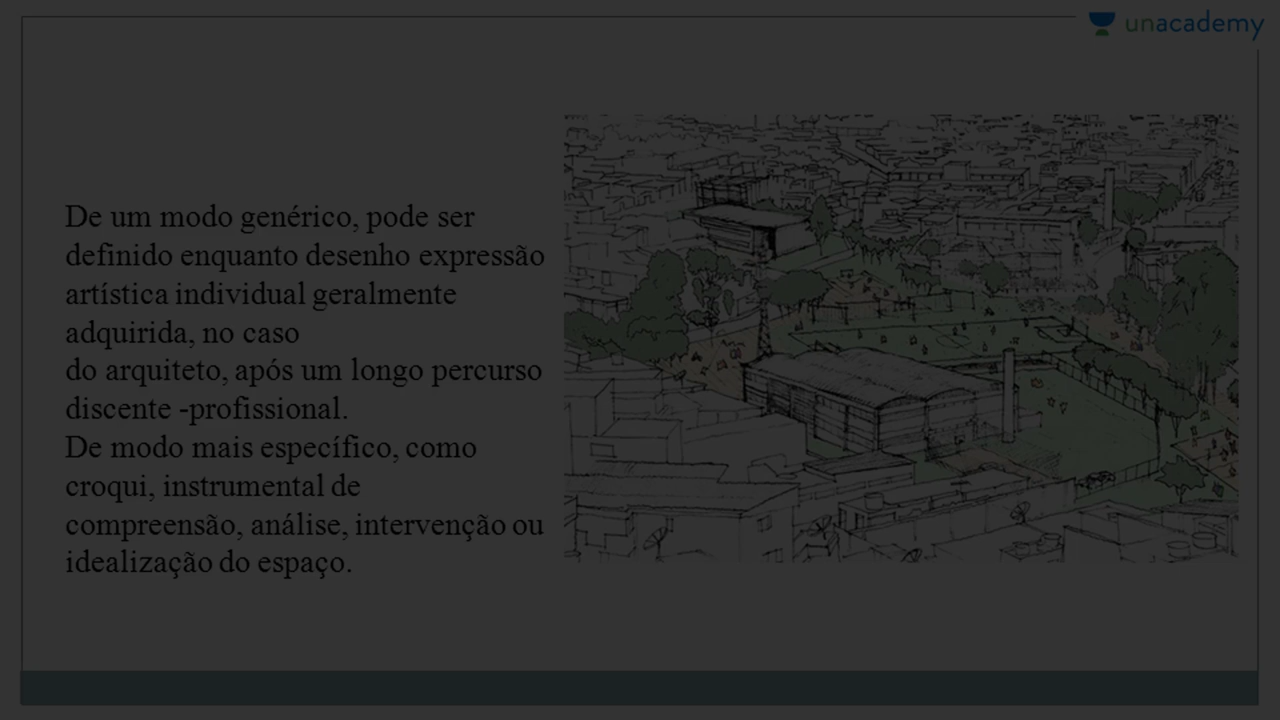 unacademy
De um modo genérico, pode ser
definido enquanto desenho expressão
artística individual geralmente
adquirida, no caso
do arquiteto, após um longo percurso
discente -profissional.
De modo mais específico, como
croqui, instrumental de
compreensão, análise, intervenção ou
idealização do espaço.